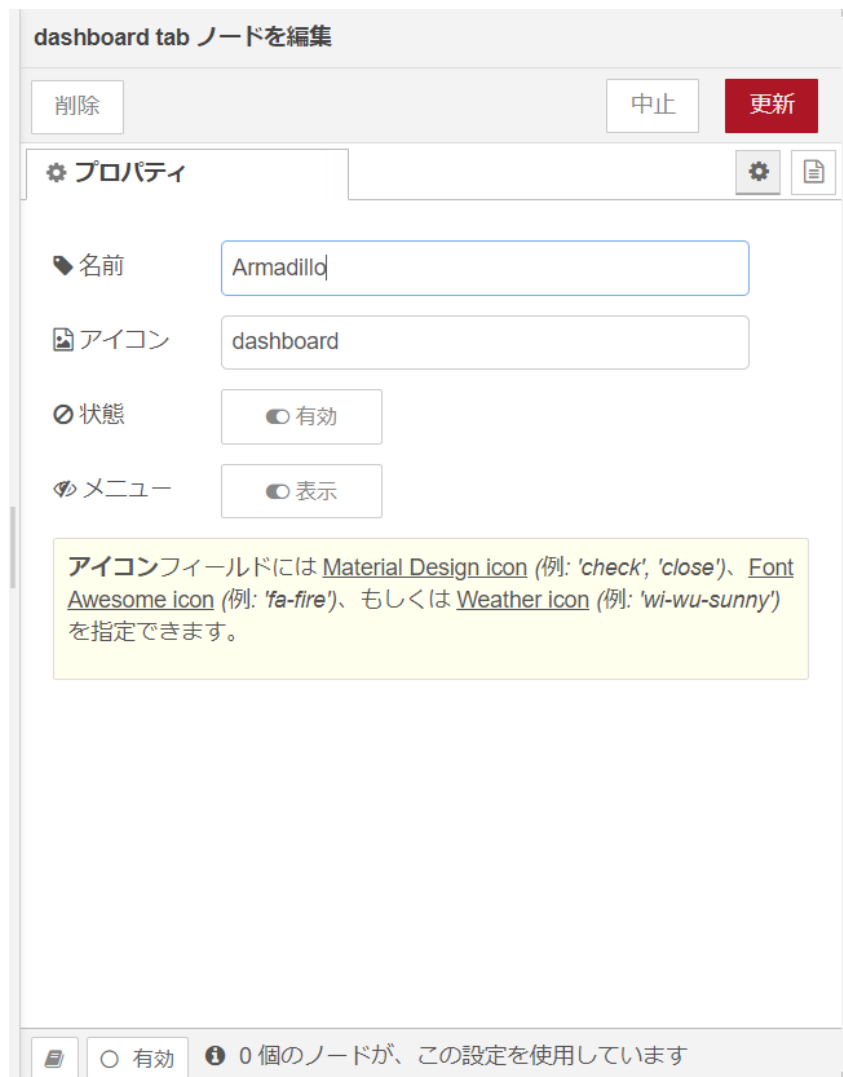 dashboard tab ノードを編集
削除
中止
更新
プロパティ
名前
Armadillo
アイコン
dashboard
状態
有効
メニュー
表示
アイコンフィールドには Material Design icon (例: 'check', 'close')、Font
Awesome icon (例: 'fa-fire')、もしくは Weather icon (例: 'wi-wu-sunny')
を指定できます。
有効
0 個のノードが、この設定を使用しています